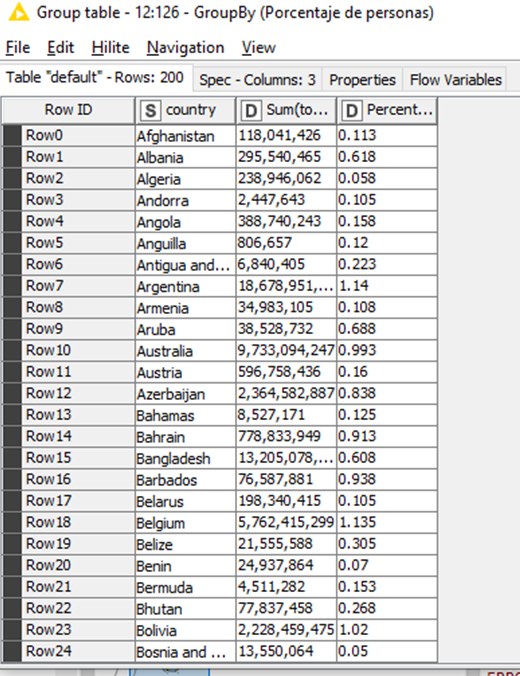 Group table - 12:126 - GroupBy (Porcentaje de personas)
File Edit Hilite Navigation View
Table "default" - Rows: 200 Spec - Columns: 3 Properties Flow Variables
Row ID S country D Sum(to... D Percent...
Row0 Afghanistan 118,041,426 0.113
Row1 Albania 295,540,465 0.618
Row2 Algeria 238,946,062 0.058
Row3 Andorra 2,447,643 0.105
Row4 Angola 388,740,243 0.158
Row5 Anguilla 806,657 0.12
Row6 Antigua and... 6,840,405 0.223
Row7 Argentina 18,678,951,... 1.14
Row8 Armenia 34,983,105 0.108
Row9 Aruba 38,528,732 0.688
Row10 Australia 9,733,094,247 0.993
Row11 Austria 596,758,436 0.16
Row12 Azerbaijan 2,364,582,887 0.838
Row13 Bahamas 8,527,171 0.125
Row14 Bahrain 778,833,949 0.913
Row15 Bangladesh 13,205,078,... 0.608
Row16 Barbados 76,587,881 0.938
Row17 Belarus 198,340,415 0.105
Row18 Belgium 5,762,415,299 1.135
Row19 Belize 21,555,588 0.305
Row20 Benin 24,937,864 0.07
Row21 Bermuda 4,511,282 0.153
Row22 Bhutan 77,837,458 0.268
Row23 Bolivia 2,228,459,475 1.02
Row24 Bosnia and ... 13,550,064 0.05